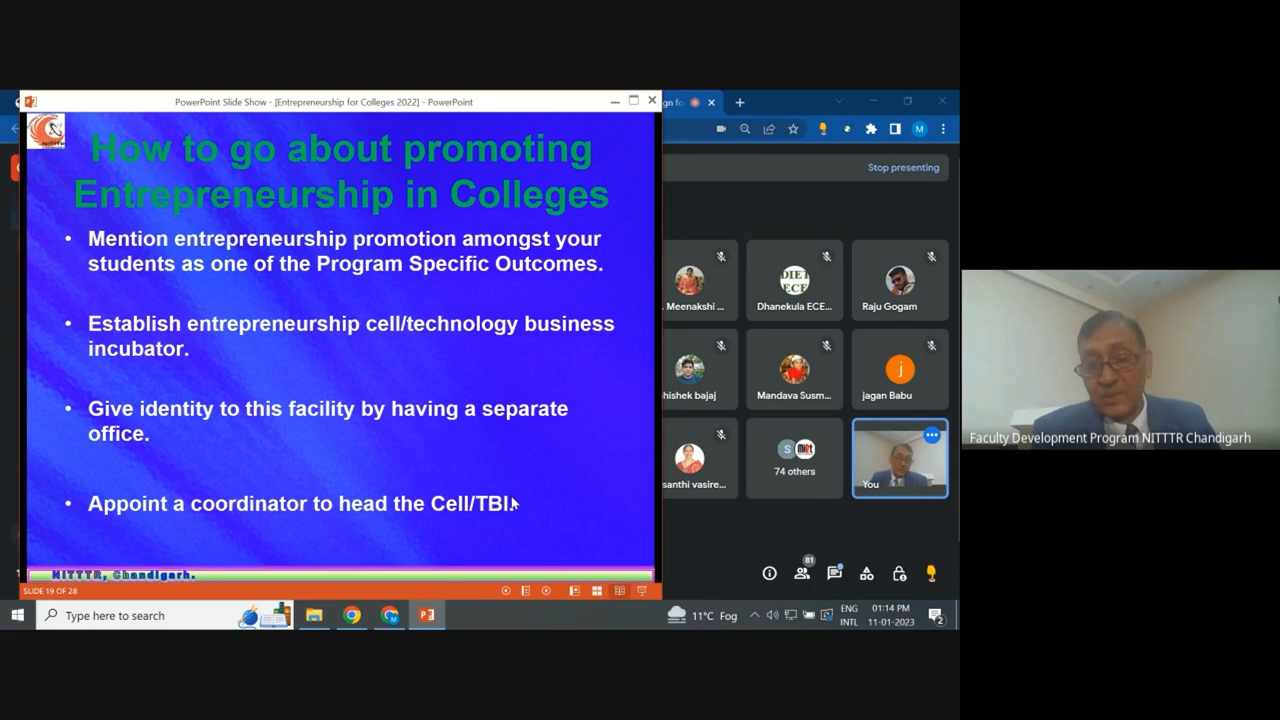 PowerPoint Slide Show - [Entrepreneurship for Colleges 2022] - PowerPoint
How to go about promoting
Entrepreneurship in Colleges
• Mention entrepreneurship promotion amongst your
students as one of the Program Specific Outcomes.
• Establish entrepreneurship cell/technology business
incubator.
• Give identity to this facility by having a separate
office.
• Appoint a coordinator to head the Cell/TBI.
NITTTR, Chandigarh.
SLIDE 19 OF 28
M
Stop presenting
Meenakshi ...
DIET
ECE
Dhanekula ECE...
Raju Gogam
hishek bajaj
Mandava Susm...
j
jagan Babu
santhi vasire...
S
74 others
You
81
Faculty Development Program NITTTR Chandigarh
Type here to search
11°C Fog
ENG
INTL
01:14 PM
11-01-2023
2